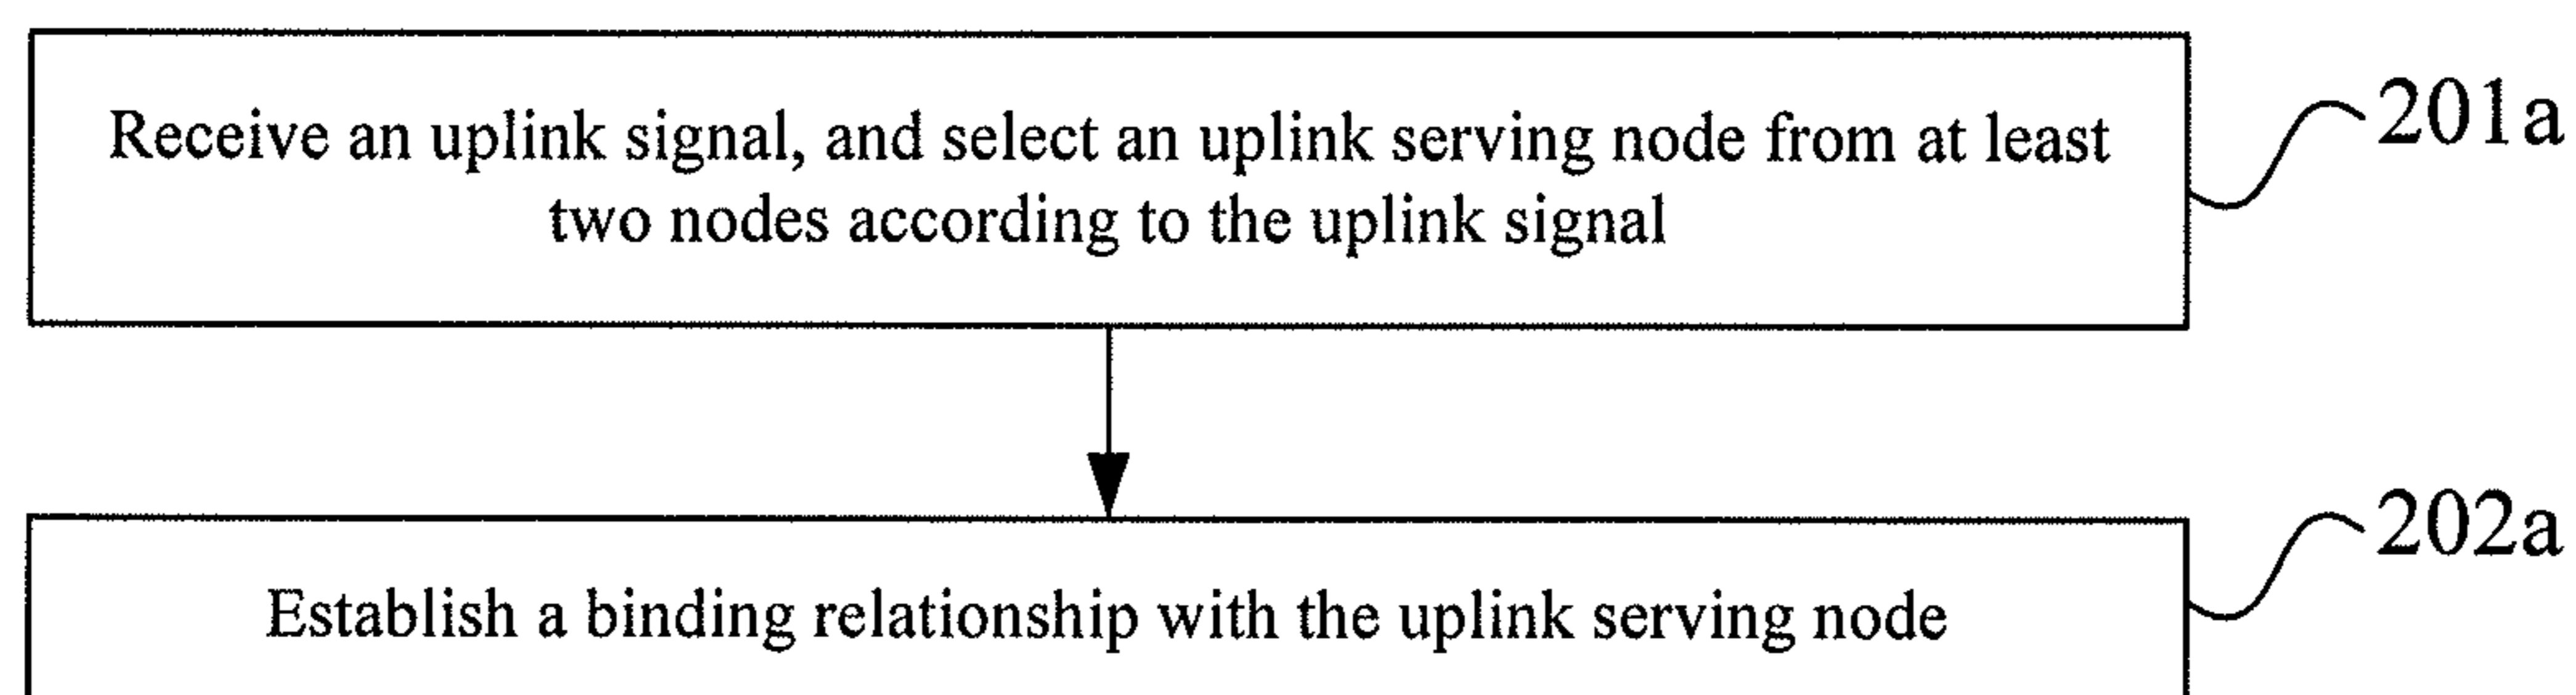 Receive an uplink signal, and select an uplink serving node from at least
two nodes according to the uplink signal
201a
Establish a binding relationship with the uplink serving node
202a